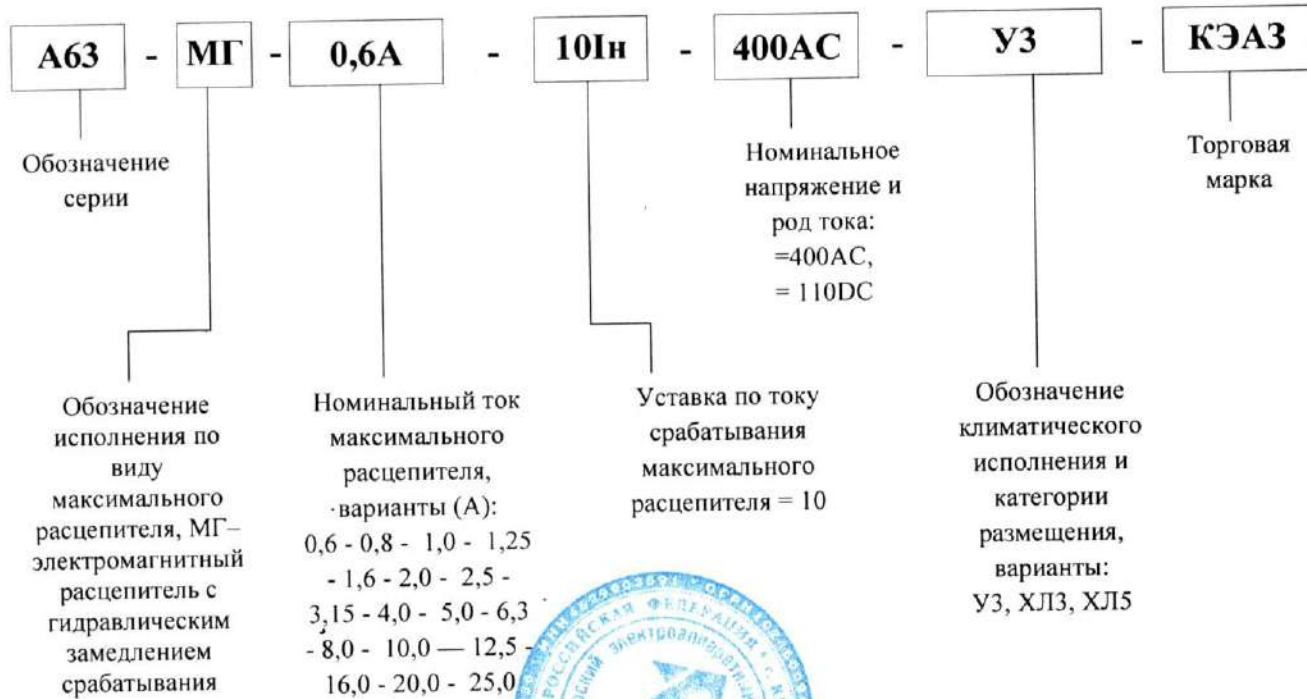 А63 - МГ - 0,6А - 10Iн - 400АС - У3 - КЭАЗ
Обозначение
серии
Номинальное
напряжение и
род тока:
=400АС,
= 110DC
Торговая
марка
Обозначение
исполнения по
виду
максимального
расцепителя, МГ–
электромагнитный
расцепитель с
гидравлическим
замедлением
срабатывания
Номинальный ток
максимального
расцепителя,
варианты (А):
0,6 - 0,8 - 1,0 - 1,25
- 1,6 - 2,0 - 2,5 -
3,15 - 4,0 - 5,0 - 6,3
- 8,0 - 10,0 — 12,5 -
16,0 - 20,0 - 25,0
Уставка по току
срабатывания
максимального
расцепителя = 10
Обозначение
климатического
исполнения и
категории
размещения,
варианты:
У3, ХЛ3, ХЛ5
РОССИЙСКАЯ ФЕДЕРАЦИЯ